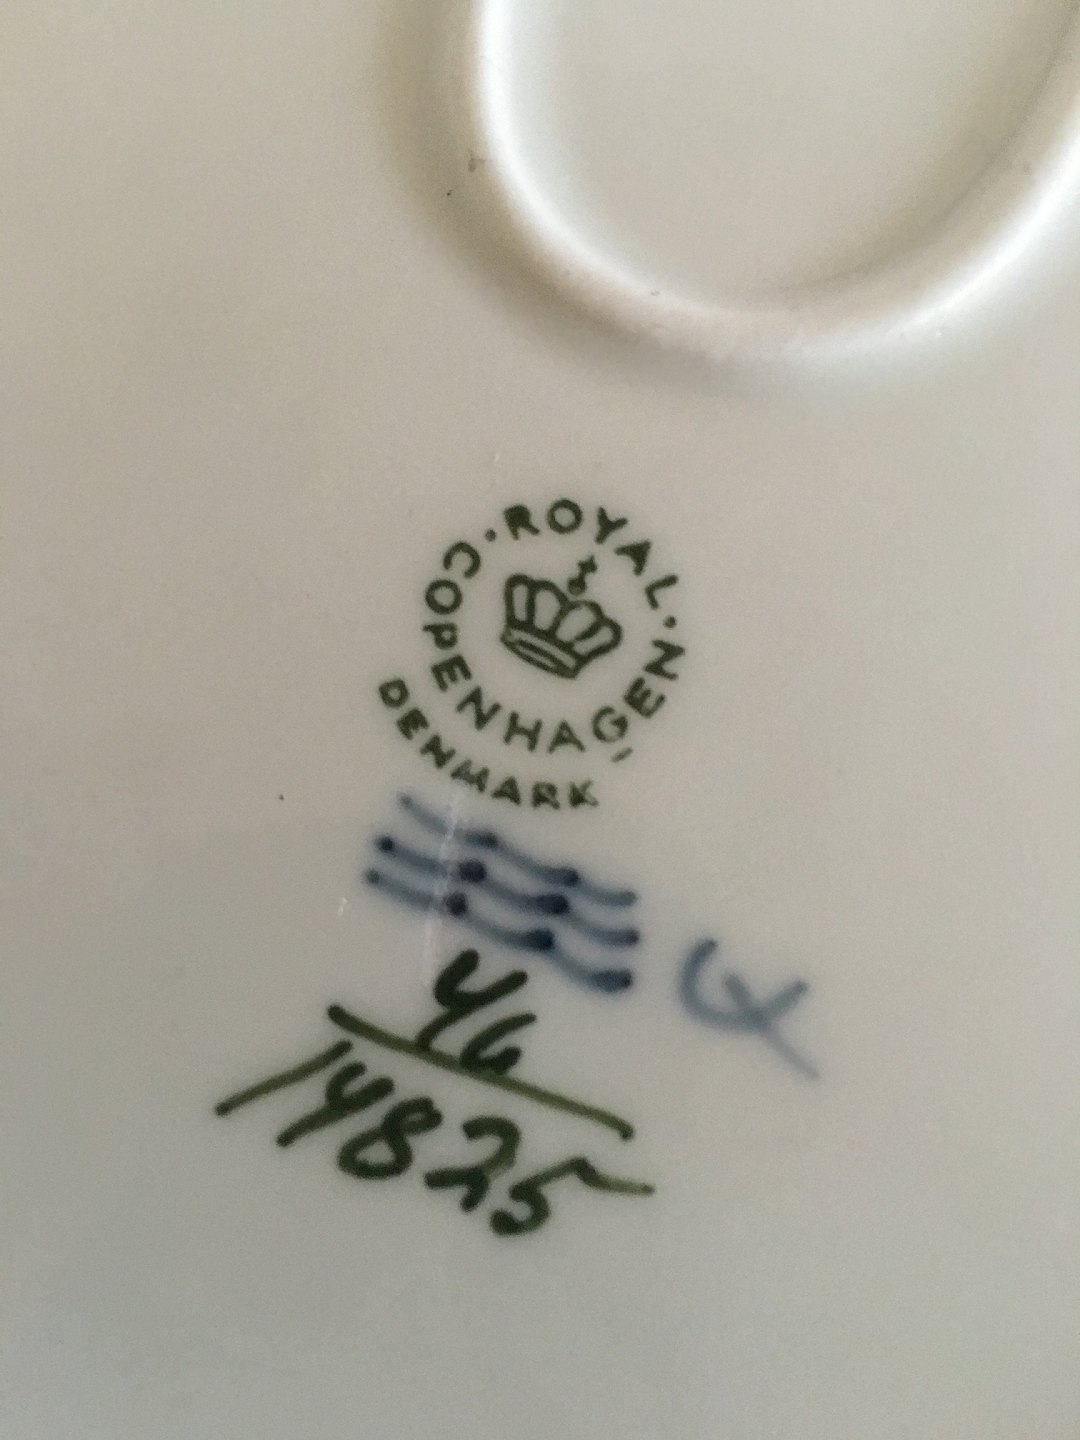 ROYAL
COPENHAGEN
DENMARK
46
14825